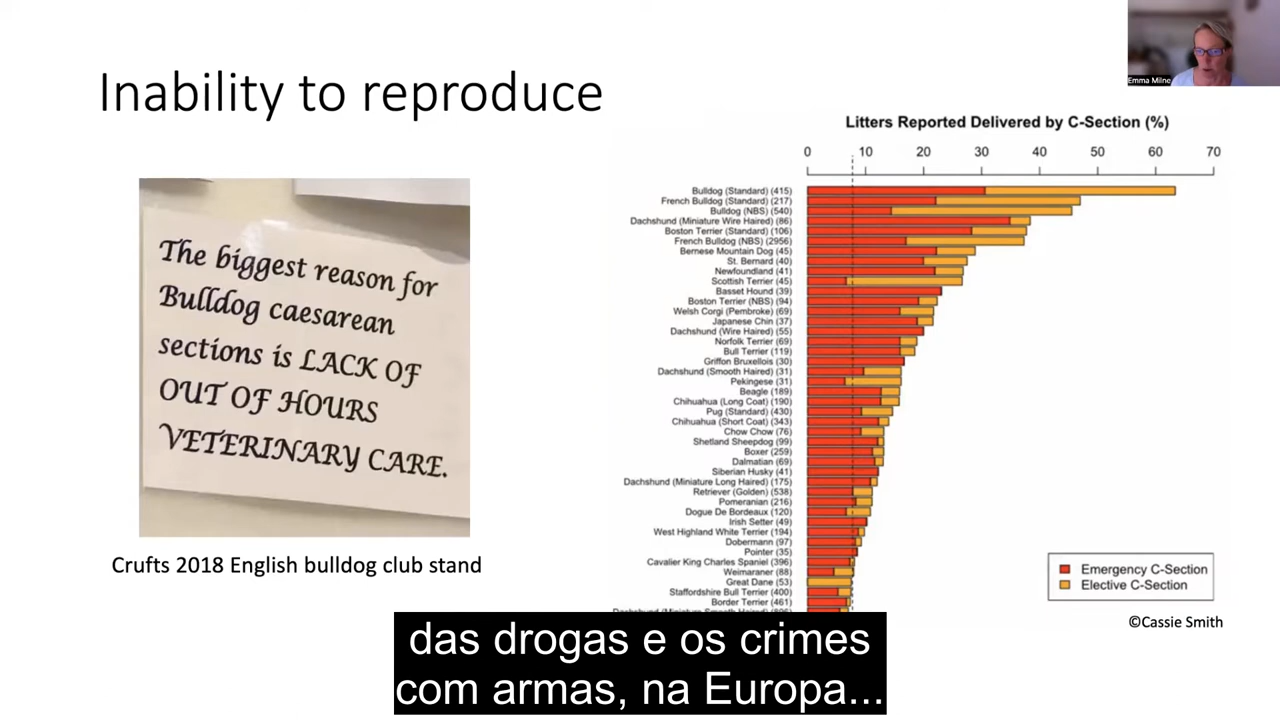 Emma Milne
Inability to reproduce
The biggest reason for
Bulldog caesarean
sections is LACK OF
OUT OF HOURS
VETERINARY CARE.
Crufts 2018 English bulldog club stand
Litters Reported Delivered by C-Section (%)
0 10 20 30 40 50 60 70
Bulldog (Standard) (415)
French Bulldog (Standard) (217)
Bulldog (NBS) (540)
Dachshund (Miniature Wire Haired) (86)
Boston Terrier (Standard) (106)
French Bulldog (NBS) (2956)
Bernese Mountain Dog (45)
St. Bernard (40)
Newfoundland (41)
Scottish Terrier (45)
Basset Hound (39)
Boston Terrier (NBS) (94)
Welsh Corgi (Pembroke) (69)
Japanese Chin (37)
Dachshund (Wire Haired) (55)
Norfolk Terrier (69)
Bull Terrier (119)
Griffon Bruxellois (30)
Dachshund (Smooth Haired) (31)
Pekingese (31)
Beagle (189)
Chihuahua (Long Coat) (190)
Pug (Standard) (430)
Chihuahua (Short Coat) (343)
Chow Chow (76)
Shetland Sheepdog (99)
Boxer (259)
Dalmatian (69)
Siberian Husky (41)
Dachshund (Miniature Long Haired) (175)
Retriever (Golden) (538)
Pomeranian (216)
Dogue De Bordeaux (120)
Irish Setter (49)
West Highland White Terrier (194)
Dobermann (97)
Pointer (35)
Cavalier King Charles Spaniel (396)
Weimaraner (88)
Great Dane (53)
Staffordshire Bull Terrier (400)
Border Terrier (461)
Emergency C-Section
Elective C-Section
©Cassie Smith
das drogas e os crimes
com armas, na Europa...